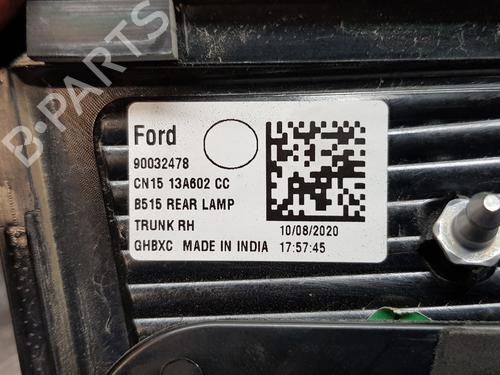 Ford
90032478
CN15 13A602 CC
B515 REAR LAMP
TRUNK RH 10/08/2020
GHBXC MADE IN INDIA 17:57:45
B-PARTS